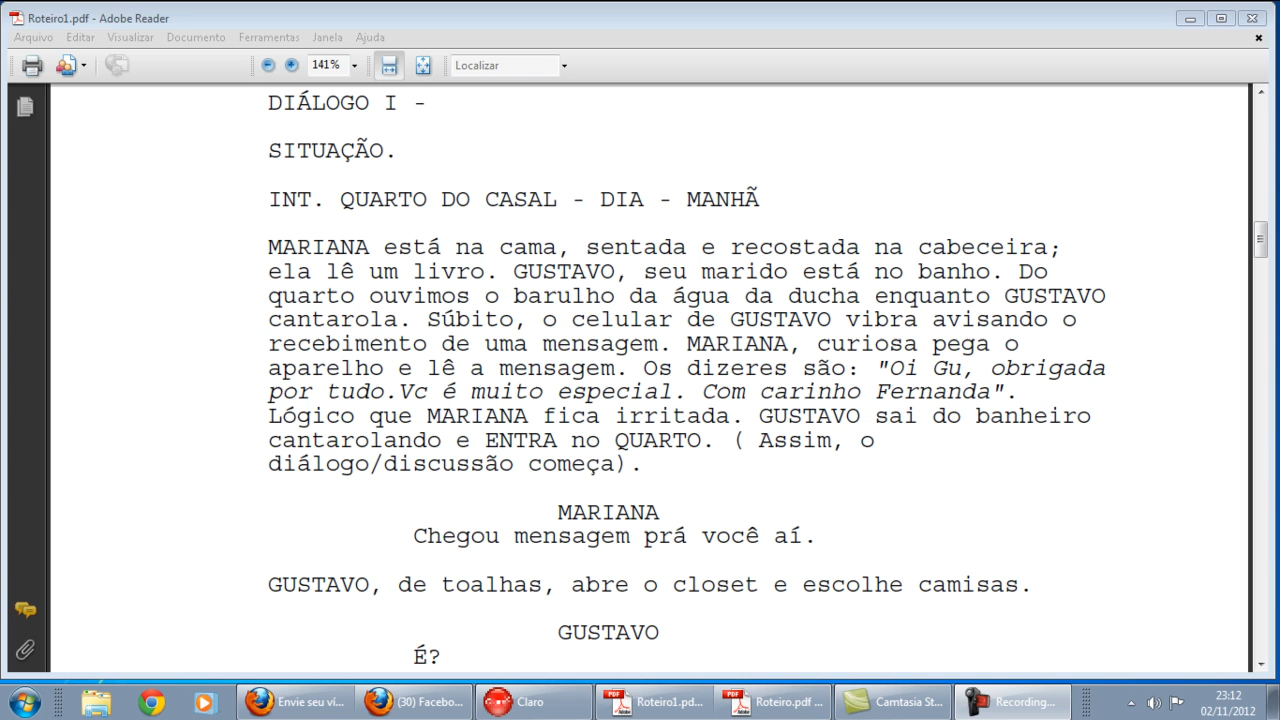 Roteiro1.pdf - Adobe Reader
Arquivo Editar Visualizar Documento Ferramentas Janela Ajuda
141% Localizar
DIÁLOGO I -
SITUAÇÃO.
INT. QUARTO DO CASAL - DIA - MANHÃ
MARIANA está na cama, sentada e recostada na cabeceira;
ela lê um livro. GUSTAVO, seu marido está no banho. Do
quarto ouvimos o barulho da água da ducha enquanto GUSTAVO
cantarola. Súbito, o celular de GUSTAVO vibra avisando o
recebimento de uma mensagem. MARIANA, curiosa pega o
aparelho e lê a mensagem. Os dizeres são: "Oi Gu, obrigada
por tudo.Vc é muito especial. Com carinho Fernanda".
Lógico que MARIANA fica irritada. GUSTAVO sai do banheiro
cantarolando e ENTRA no QUARTO. ( Assim, o
diálogo/discussão começa).
MARIANA
Chegou mensagem prá você aí.
GUSTAVO, de toalhas, abre o closet e escolhe camisas.
GUSTAVO
É?
Envie seu ví... (30) Facebo... Claro Roteiro1.pd... Roteiro.pdf ... Camtasia St... Recording... 23:12
02/11/2012